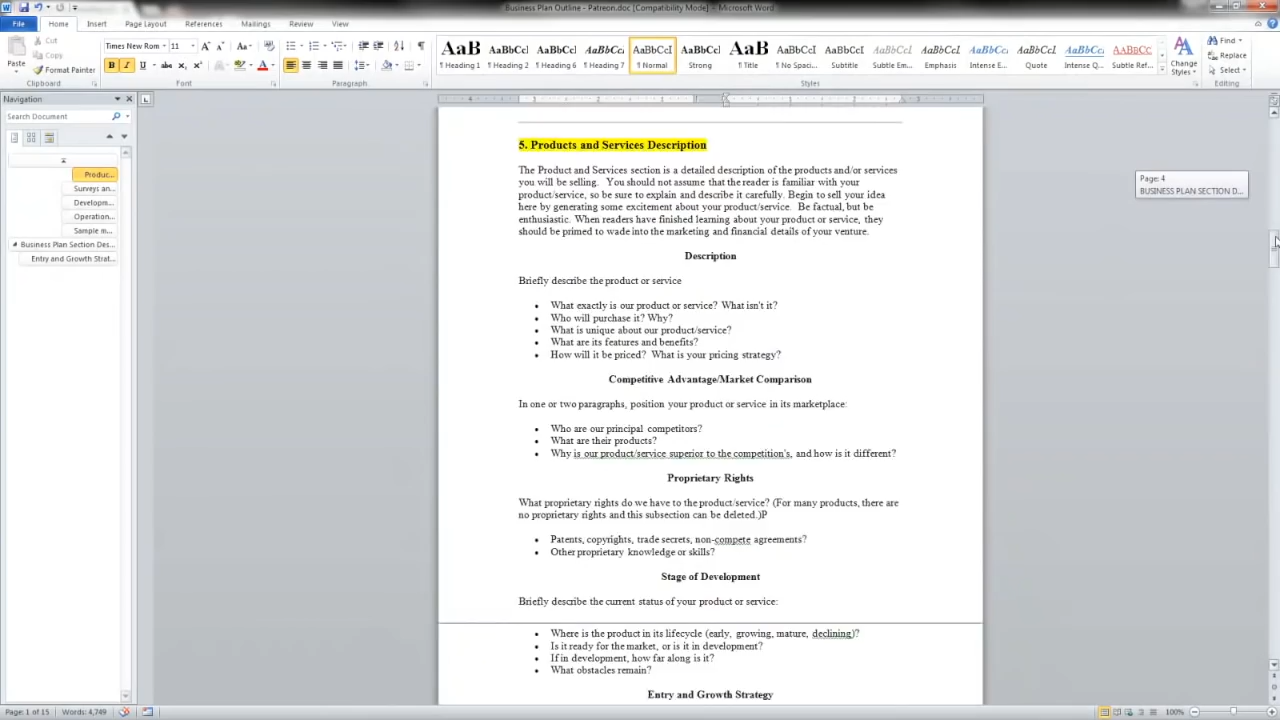 Business Plan Outline - Patreon.doc [Compatibility Mode] - Microsoft Word
File Home Insert Page Layout References Mailings Review View
Cut
Copy
Format Painter
Paste
Clipboard
Times New Rom 11
Font
Paragraph
AaB AaBbCcl AaBbCc AaBbCc AaBbCcI AaBbCcl AaB AaBbCcI AaBbCc AaBbCcl AaBbCcl AaBbCcl AaBbCcl AaBbCcl AaBbCc
¶ Heading 1 ¶ Heading 2 ¶ Heading 6 ¶ Heading 7 ¶ Normal Strong ¶ Title ¶ No Spaci... Subtitle Subtle Em... Emphasis Intense E... Quote Intense Q... Subtle Ref...
Styles
Change Styles
Find
Replace
Select
Editing
Navigation
Search Document
Produc...
Surveys an...
Developm...
Operation...
Sample m...
Business Plan Section Des...
Entry and Growth Strat...
5. Products and Services Description
The Product and Services section is a detailed description of the products and/or services
you will be selling. You should not assume that the reader is familiar with your
product/service, so be sure to explain and describe it carefully. Begin to sell your idea
here by generating some excitement about your product/service. Be factual, but be
enthusiastic. When readers have finished learning about your product or service, they
should be primed to wade into the marketing and financial details of your venture.
Description
Briefly describe the product or service
• What exactly is our product or service? What isn't it?
• Who will purchase it? Why?
• What is unique about our product/service?
• What are its features and benefits?
• How will it be priced? What is your pricing strategy?
Competitive Advantage/Market Comparison
In one or two paragraphs, position your product or service in its marketplace:
• Who are our principal competitors?
• What are their products?
• Why is our product/service superior to the competition's, and how is it different?
Proprietary Rights
What proprietary rights do we have to the product/service? (For many products, there are
no proprietary rights and this subsection can be deleted.)P
• Patents, copyrights, trade secrets, non-compete agreements?
• Other proprietary knowledge or skills?
Stage of Development
Briefly describe the current status of your product or service:
• Where is the product in its lifecycle (early, growing, mature, declining)?
• Is it ready for the market, or is it in development?
• If in development, how far along is it?
• What obstacles remain?
Entry and Growth Strategy
Page: 4
BUSINESS PLAN SECTION D...
Page: 1 of 15 Words: 4,749
100%